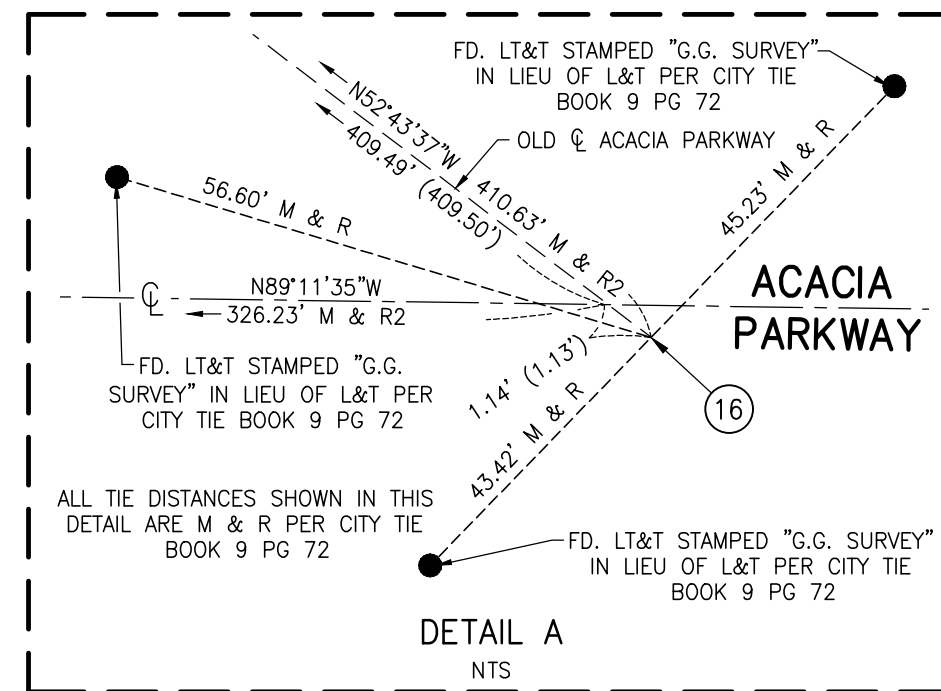 FD. LT&T STAMPED "G.G. SURVEY"
IN LIEU OF L&T PER CITY TIE
BOOK 9 PG 72
N52°43'37"W
409.49' (409.50')
410.63' M & R2
OLD ℄ ACACIA PARKWAY
45.23' M & R
56.60' M & R
℄
N89°11'35"W
326.23' M & R2
ACACIA
PARKWAY
FD. LT&T STAMPED "G.G.
SURVEY" IN LIEU OF L&T PER
CITY TIE BOOK 9 PG 72
1.14' (1.13')
43.42' M & R
16
ALL TIE DISTANCES SHOWN IN THIS
DETAIL ARE M & R PER CITY TIE
BOOK 9 PG 72
FD. LT&T STAMPED "G.G. SURVEY"
IN LIEU OF L&T PER CITY TIE
BOOK 9 PG 72
DETAIL A
NTS